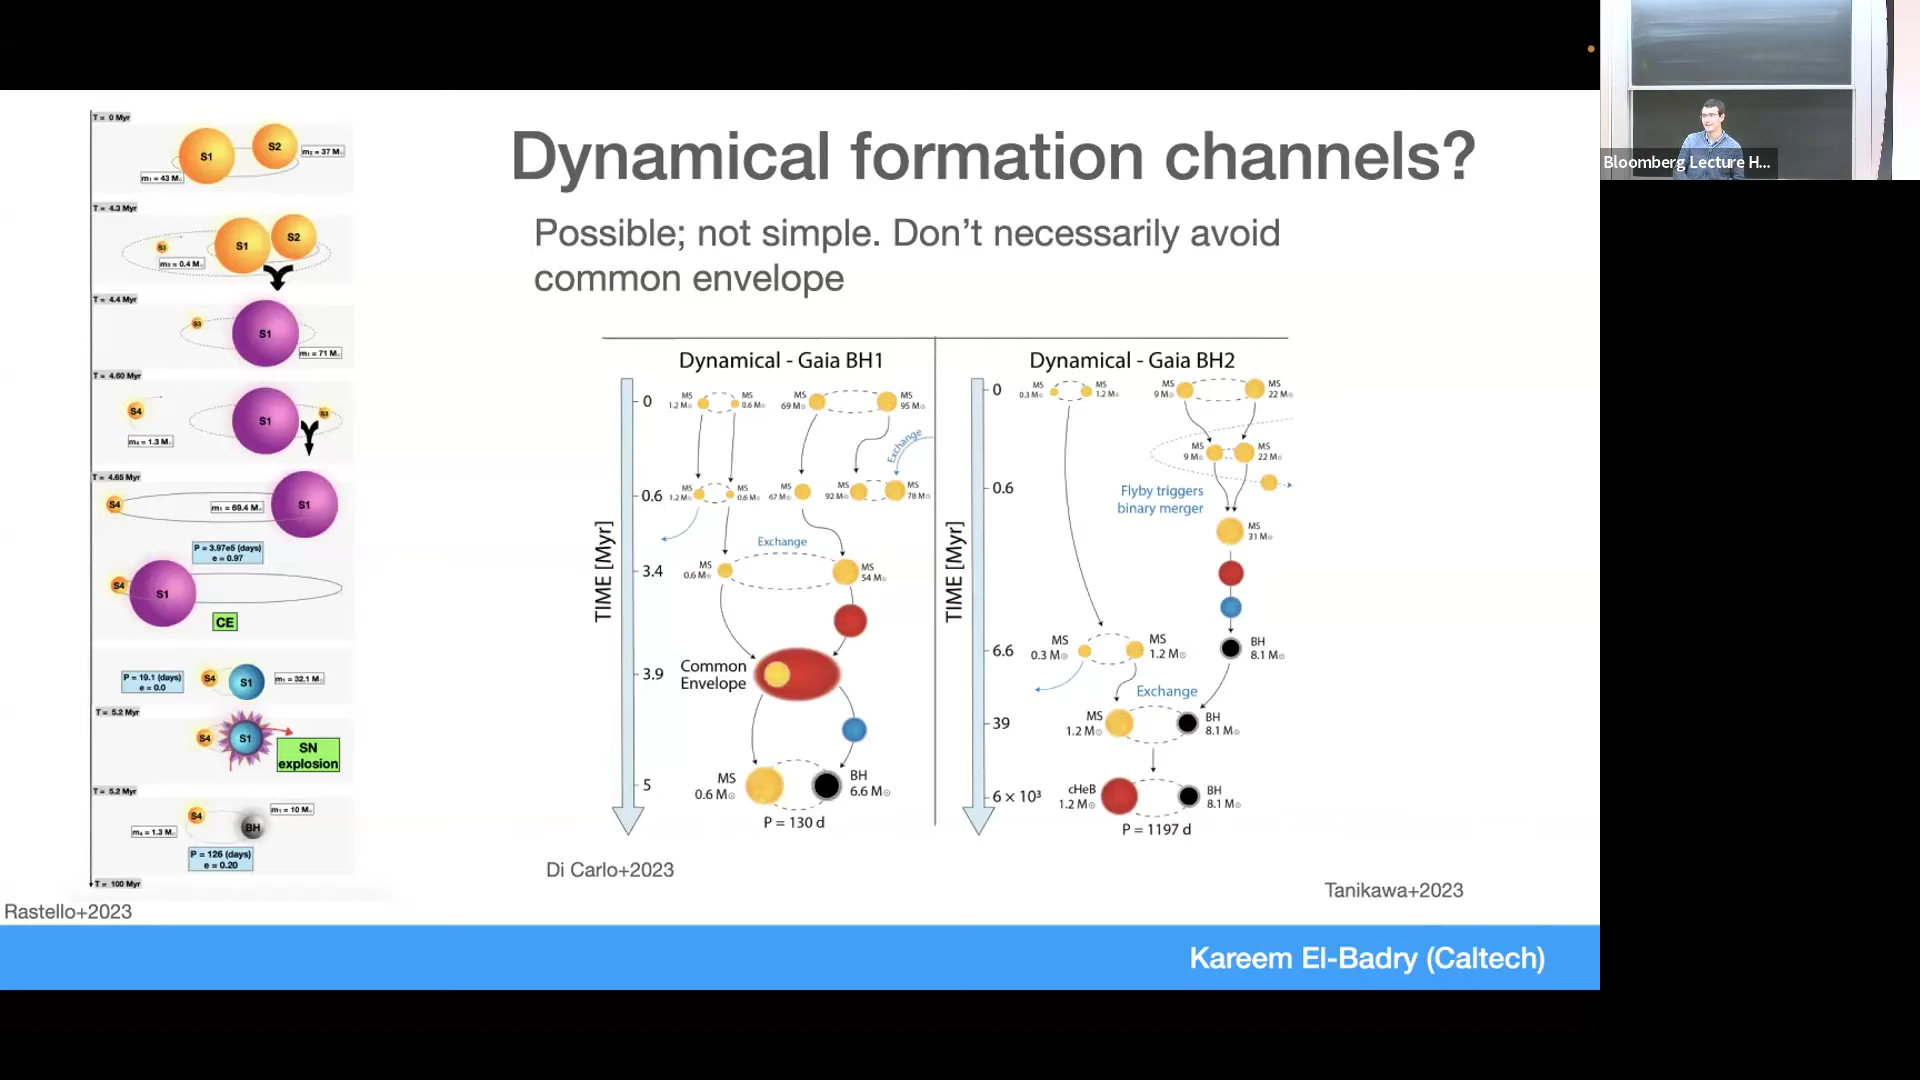 Dynamical formation channels?
Possible; not simple. Don't necessarily avoid
common envelope
T = 0 Myr
S1
S2
m₂ = 37 M☉
m₁ = 43 M☉
T = 4.3 Myr
S3
S1
S2
m₃ = 0.4 M☉
T = 4.4 Myr
S3
S1
m₁ = 71 M☉
T = 4.60 Myr
S4
S1
S3
m₄ = 1.3 M☉
T = 4.65 Myr
S4
m₁ = 69.4 M☉
S1
P = 3.97e5 (days)
e = 0.97
S4
S1
CE
P = 19.1 (days)
e = 0.0
S4
S1
m₁ = 32.1 M☉
T = 5.2 Myr
S4
S1
SN
explosion
T = 5.2 Myr
S4
m₁ = 10 M☉
BH
m₄ = 1.3 M☉
P = 126 (days)
e = 0.20
T = 100 Myr
Rastello+2023
Dynamical - Gaia BH1
TIME [Myr]
0
MS
1.2 M☉
MS
0.6 M☉
MS
69 M☉
MS
95 M☉
Exchange
0.6
MS
1.2 M☉
MS
0.6 M☉
MS
67 M☉
MS
92 M☉
MS
78 M☉
Exchange
3.4
MS
0.6 M☉
MS
54 M☉
3.9
Common
Envelope
5
MS
0.6 M☉
BH
6.6 M☉
P = 130 d
Di Carlo+2023
Dynamical - Gaia BH2
TIME [Myr]
0
MS
0.3 M☉
MS
1.2 M☉
MS
9 M☉
MS
22 M☉
MS
9 M☉
MS
22 M☉
0.6
Flyby triggers
binary merger
MS
31 M☉
6.6
MS
0.3 M☉
MS
1.2 M☉
BH
8.1 M☉
Exchange
39
MS
1.2 M☉
BH
8.1 M☉
6 × 10³
cHeB
1.2 M☉
BH
8.1 M☉
P = 1197 d
Tanikawa+2023
Kareem El-Badry (Caltech)
Bloomberg Lecture H...